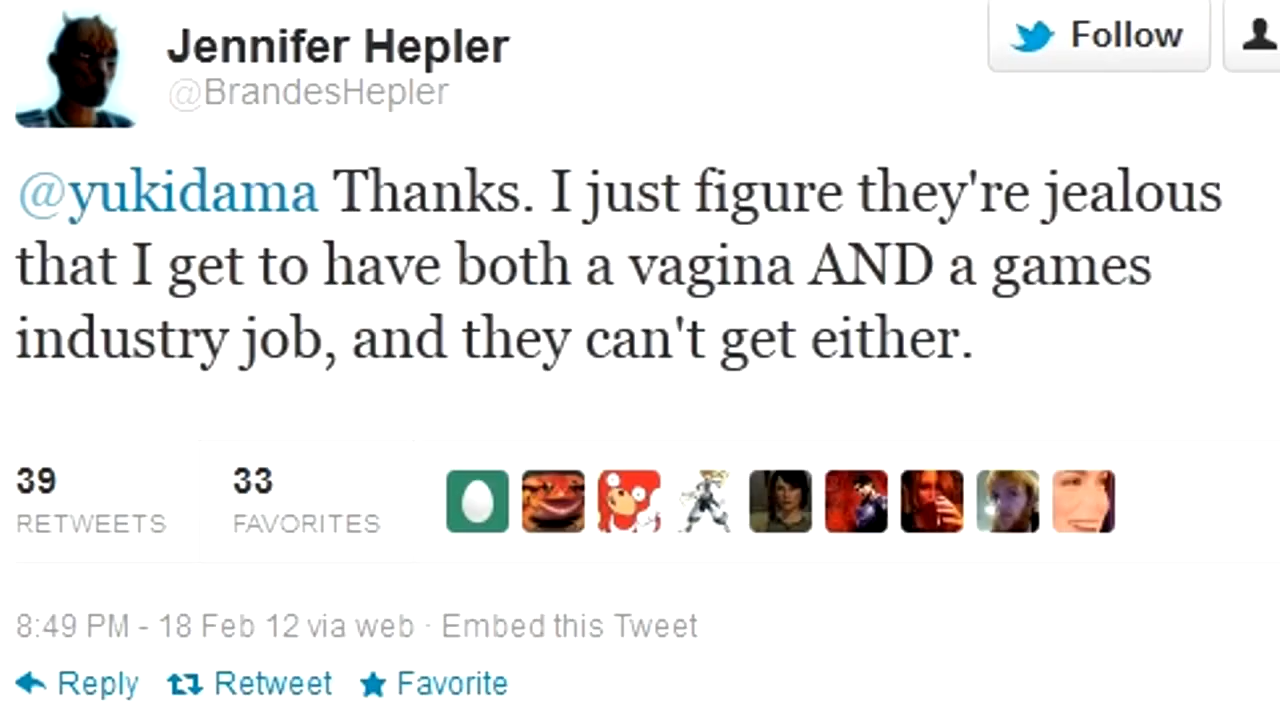 Jennifer Hepler
@BrandesHepler
Follow
@yukidama Thanks. I just figure they're jealous
that I get to have both a vagina AND a games
industry job, and they can't get either.
39
RETWEETS
33
FAVORITES
8:49 PM - 18 Feb 12 via web · Embed this Tweet
Reply Retweet Favorite